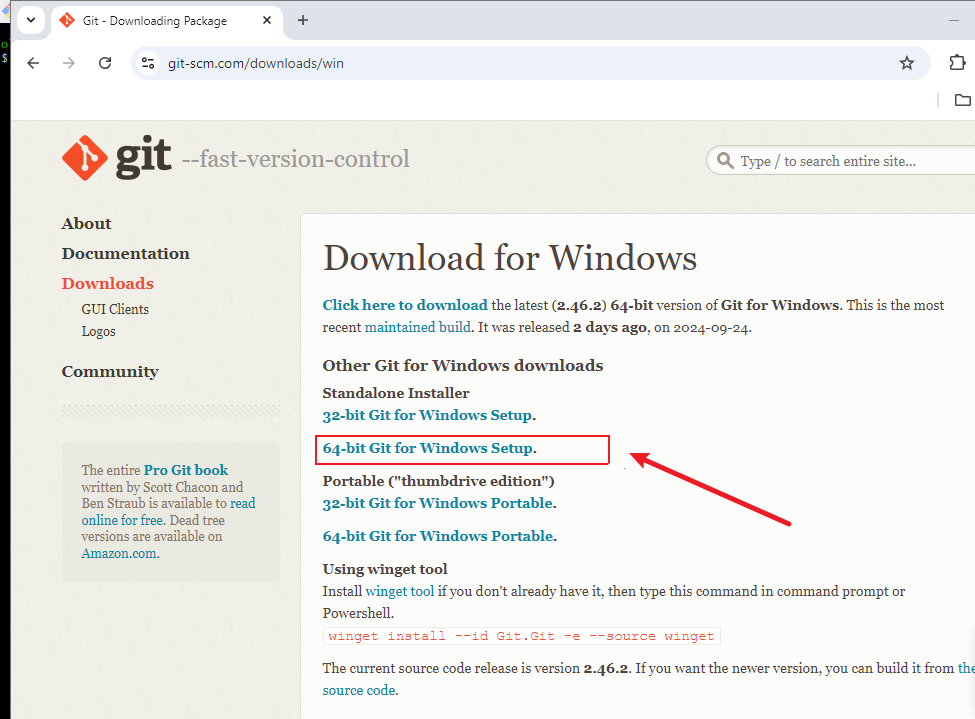 Git - Downloading Package
git-scm.com/downloads/win
$
git --fast-version-control
Type / to search entire site...
About
Documentation
Downloads
GUI Clients
Logos
Community
The entire Pro Git book
written by Scott Chacon and
Ben Straub is available to read
online for free. Dead tree
versions are available on
Amazon.com.
Download for Windows
Click here to download the latest (2.46.2) 64-bit version of Git for Windows. This is the most
recent maintained build. It was released 2 days ago, on 2024-09-24.
Other Git for Windows downloads
Standalone Installer
32-bit Git for Windows Setup.
64-bit Git for Windows Setup.
Portable ("thumbdrive edition")
32-bit Git for Windows Portable.
64-bit Git for Windows Portable.
Using winget tool
Install winget tool if you don't already have it, then type this command in command prompt or
Powershell.
winget install --id Git.Git -e --source winget
The current source code release is version 2.46.2. If you want the newer version, you can build it from the
source code.